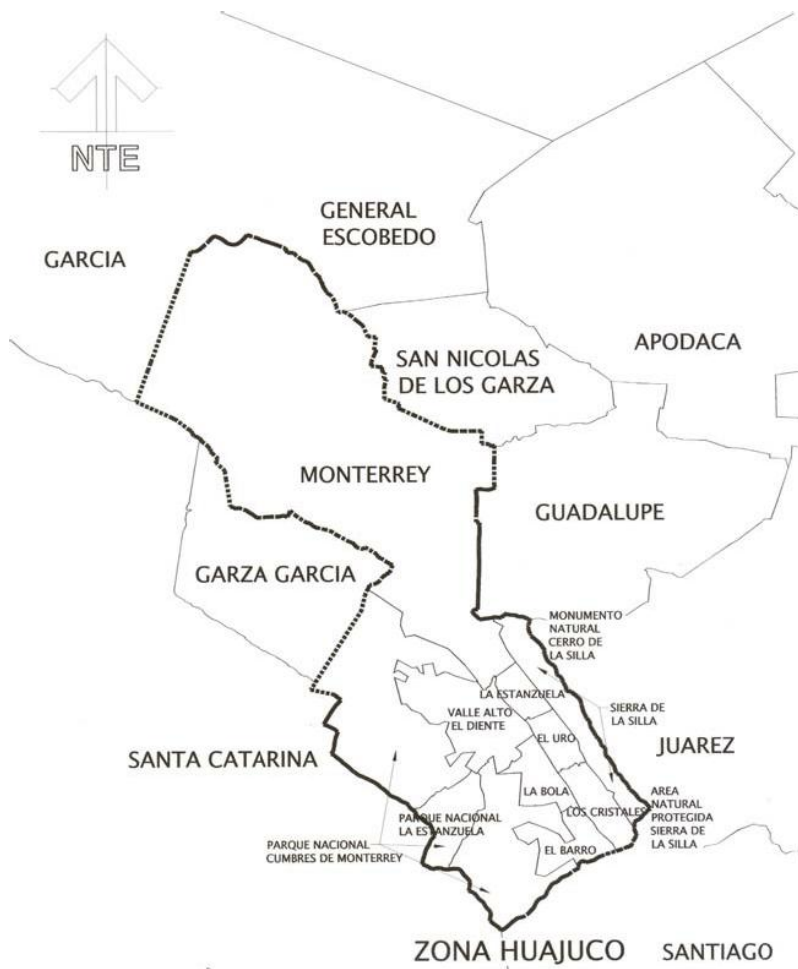 NTE
GENERAL
ESCOBEDO
GARCIA
APODACA
SAN NICOLAS
DE LOS GARZA
MONTERREY
GUADALUPE
GARZA GARCIA
MONUMENTO
NATURAL
CERRO DE
LA SILLA
LA ESTANZUELA
VALLE ALTO
EL DIENTE
SIERRA DE
LA SILLA
EL URO
JUAREZ
SANTA CATARINA
LA BOLA
AREA
NATURAL
PROTEGIDA
SIERRA DE
LA SILLA
LOS CRISTALES
PARQUE NACIONAL
LA ESTANZUELA
PARQUE NACIONAL
CUMBRES DE MONTERREY
EL BARRO
ZONA HUAJUCO
SANTIAGO